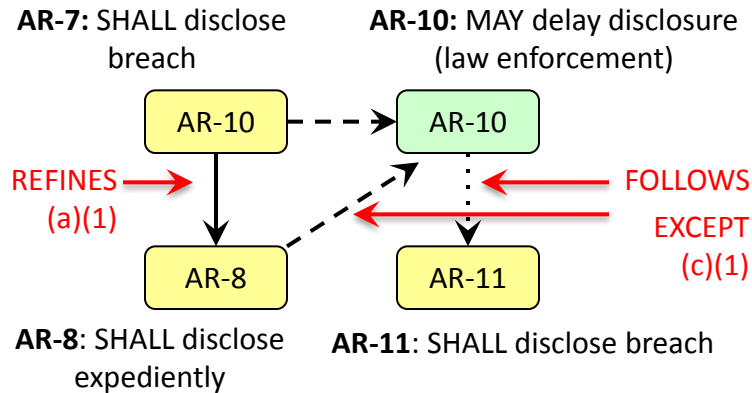 AR-7: SHALL disclose
breach
AR-10: MAY delay disclosure
(law enforcement)
AR-10
AR-10
REFINES
(a)(1)
FOLLOWS
EXCEPT
(c)(1)
AR-8
AR-11
AR-8: SHALL disclose
expediently
AR-11: SHALL disclose breach